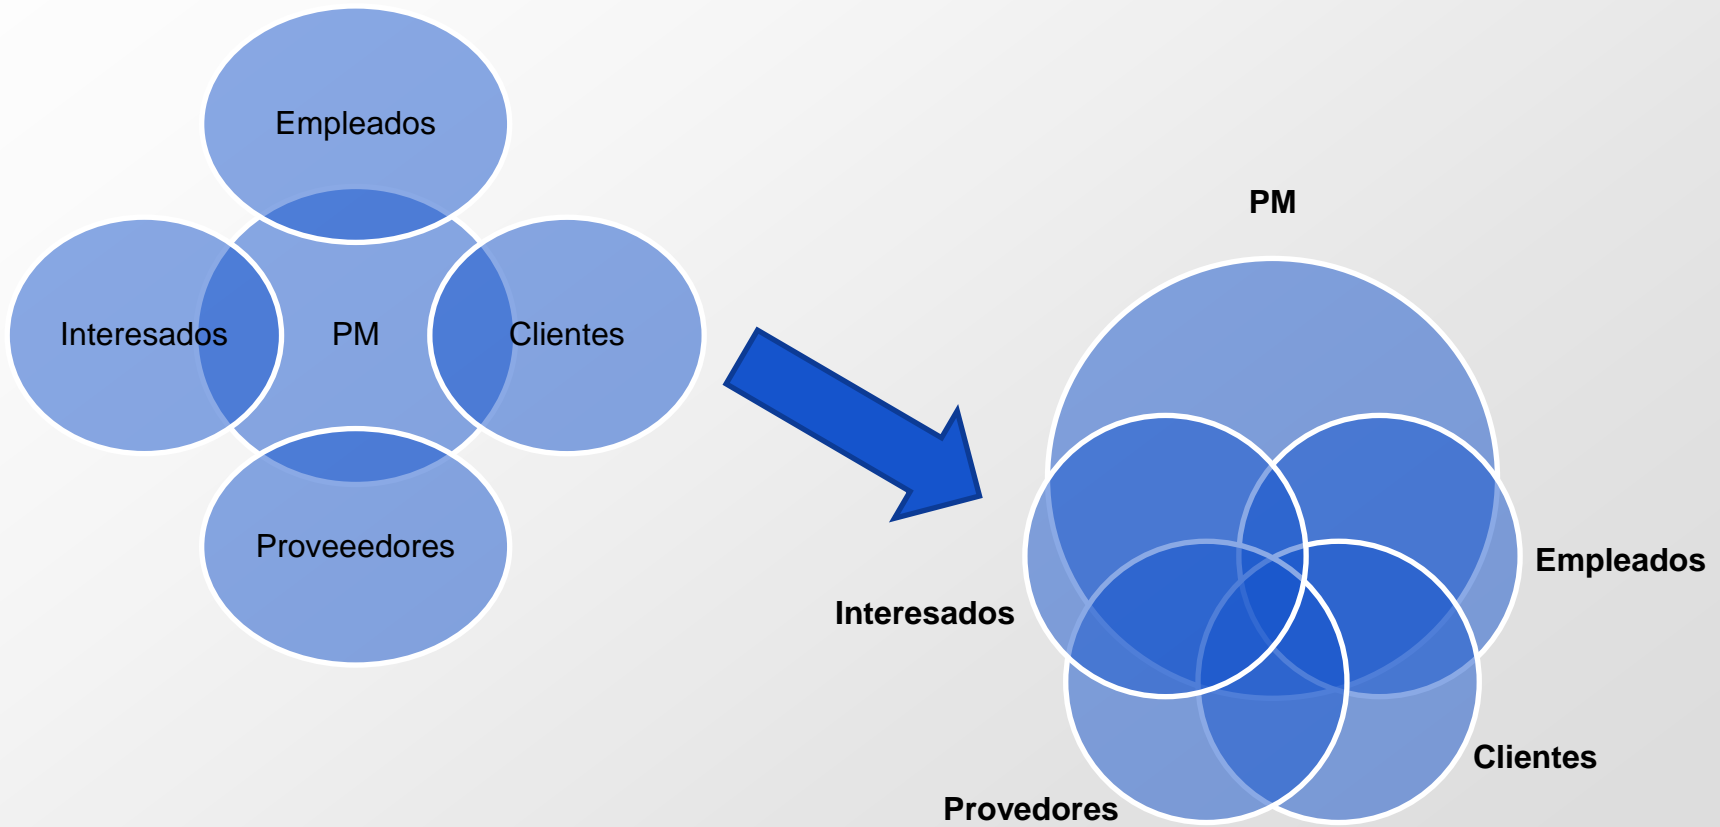 Empleados
Interesados
PM
Clientes
Proveeedores
PM
Empleados
Interesados
Clientes
Provedores